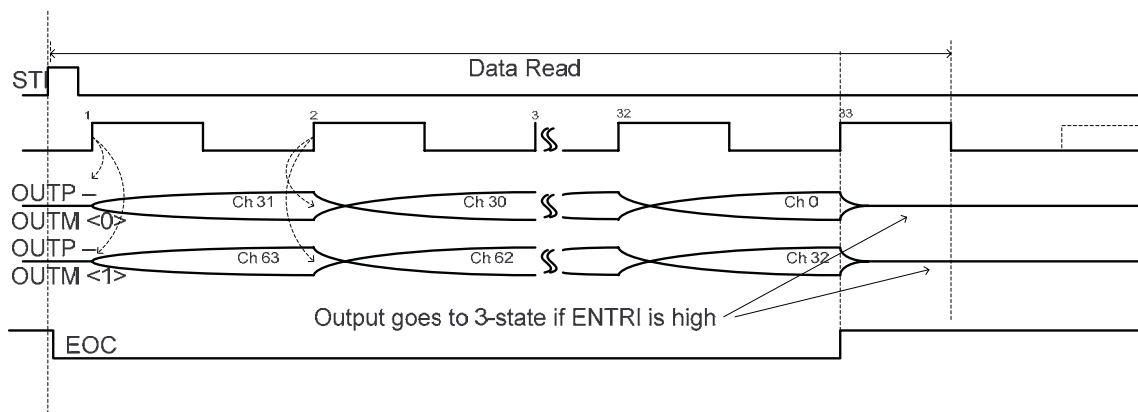 Data Read
STI
1 2 3 32 33
OUTP –
Ch 31 Ch 30 Ch 0
OUTM <0>
OUTP –
Ch 63 Ch 62 Ch 32
OUTM <1>
Output goes to 3-state if ENTRI is high
EOC